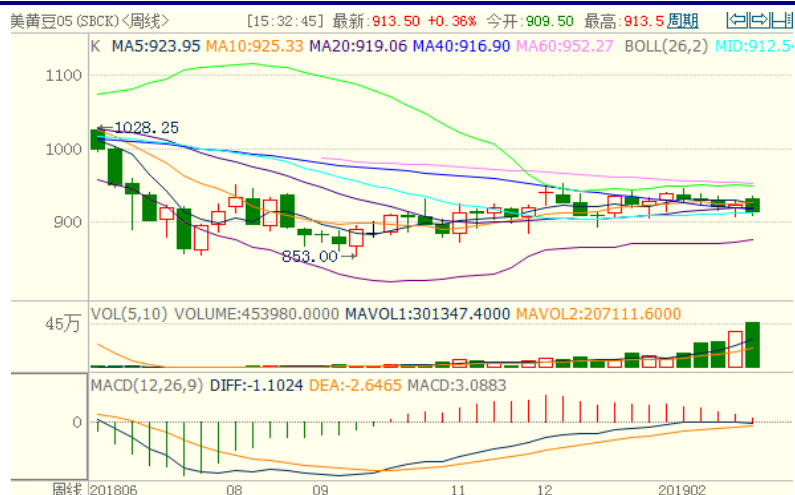 美黄豆05(SBCK)<周线> [15:32:45] 最新:913.50 +0.36% 今开:909.50 最高:913.5 周期
K MA5:923.95 MA10:925.33 MA20:919.06 MA40:916.90 MA60:952.27 BOLL(26,2) MID:912.54
1100
1028.25
1000
900
853.00
VOL(5,10) VOLUME:453980.0000 MAVOL1:301347.4000 MAVOL2:207111.6000
45万
MACD(12,26,9) DIFF:-1.1024 DEA:-2.6465 MACD:3.0883
0
周线 201806 08 09 11 12 201902